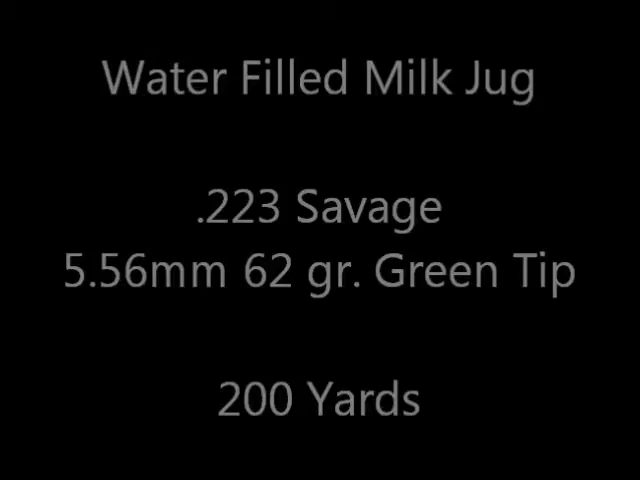 Water Filled Milk Jug
.223 Savage
5.56mm 62 gr. Green Tip
200 Yards